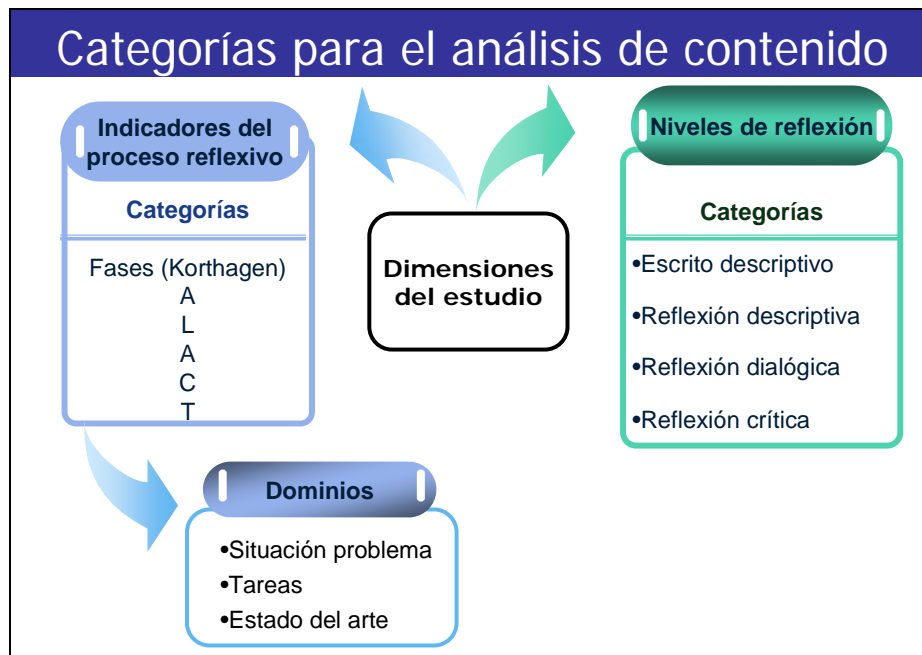 Categorías para el análisis de contenido
Indicadores del
proceso reflexivo
Categorías
Fases (Korthagen)
A
L
A
C
T
Dimensiones
del estudio
Niveles de reflexión
Categorías
•Escrito descriptivo
•Reflexión descriptiva
•Reflexión dialógica
•Reflexión crítica
Dominios
•Situación problema
•Tareas
•Estado del arte